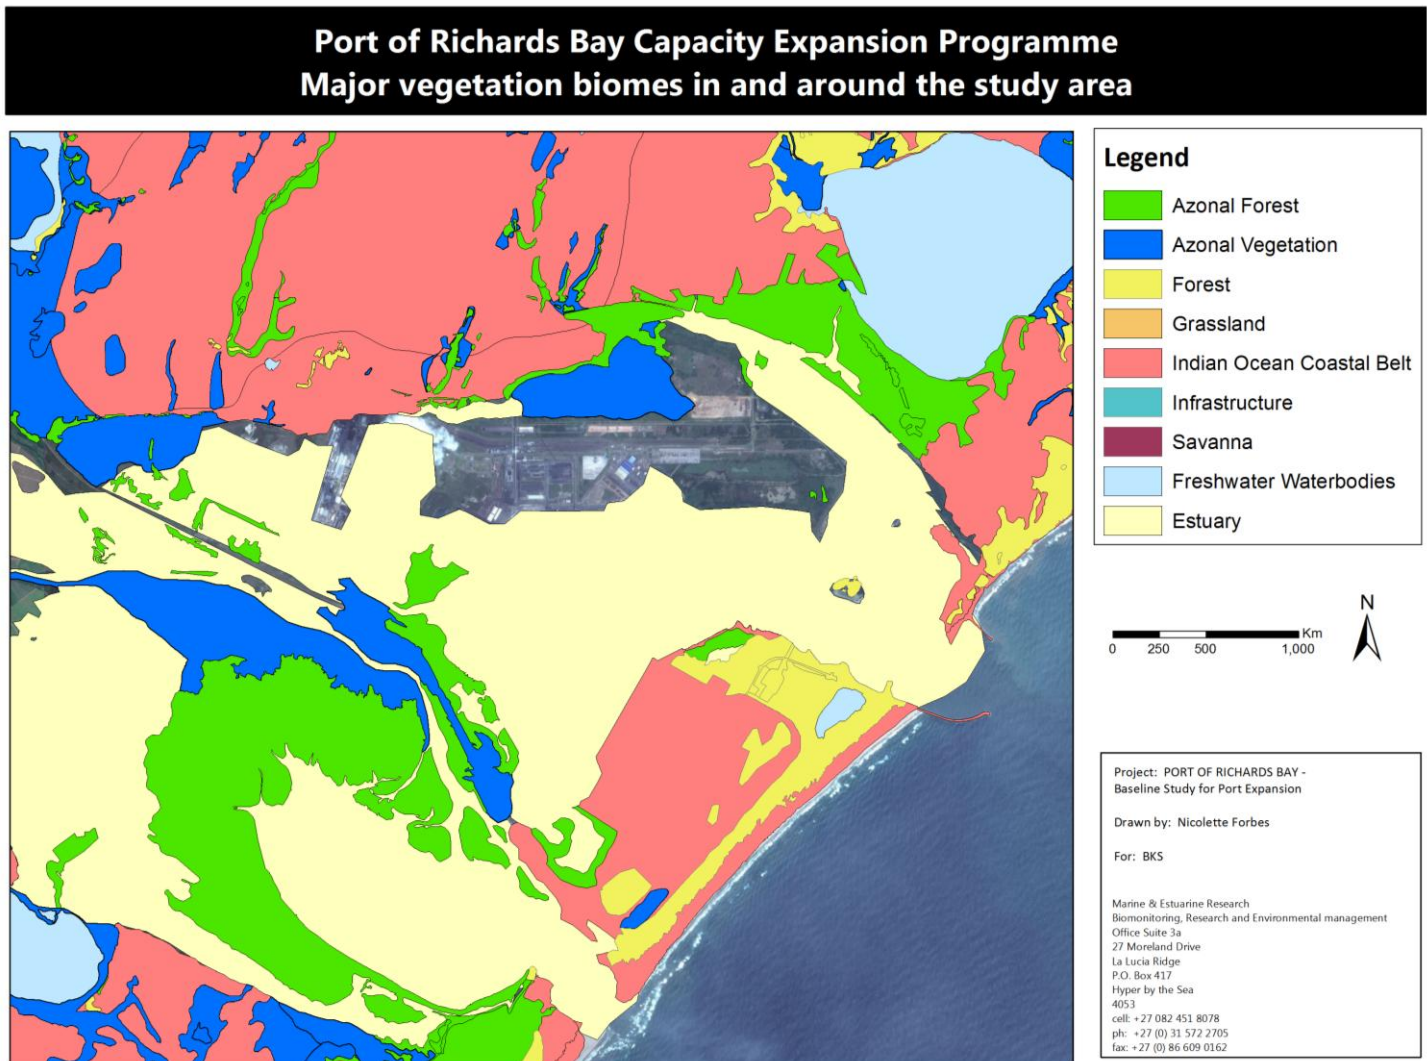 Port of Richards Bay Capacity Expansion Programme
Major vegetation biomes in and around the study area
Legend
Azonal Forest
Azonal Vegetation
Forest
Grassland
Indian Ocean Coastal Belt
Infrastructure
Savanna
Freshwater Waterbodies
Estuary
N
Km
0 250 500 1,000
Project: PORT OF RICHARDS BAY -
Baseline Study for Port Expansion
Drawn by: Nicolette Forbes
For: BKS
Marine & Estuarine Research
Biomonitoring, Research and Environmental management
Office Suite 3a
27 Moreland Drive
La Lucia Ridge
P.O. Box 417
Hyper by the Sea
4053
cell: +27 082 451 8078
ph: +27 (0) 31 572 2705
fax: +27 (0) 86 609 0162